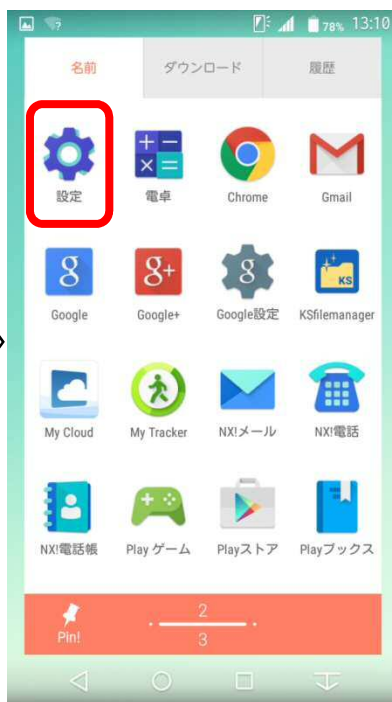 78% 13:10
名前 ダウンロード 履歴
設定 電卓 Chrome Gmail
Google Google+ Google設定 KSfilemanager
My Cloud My Tracker NX!メール NX!電話
NX!電話帳 Play ゲーム Playストア Playブックス
Pin! 2
3